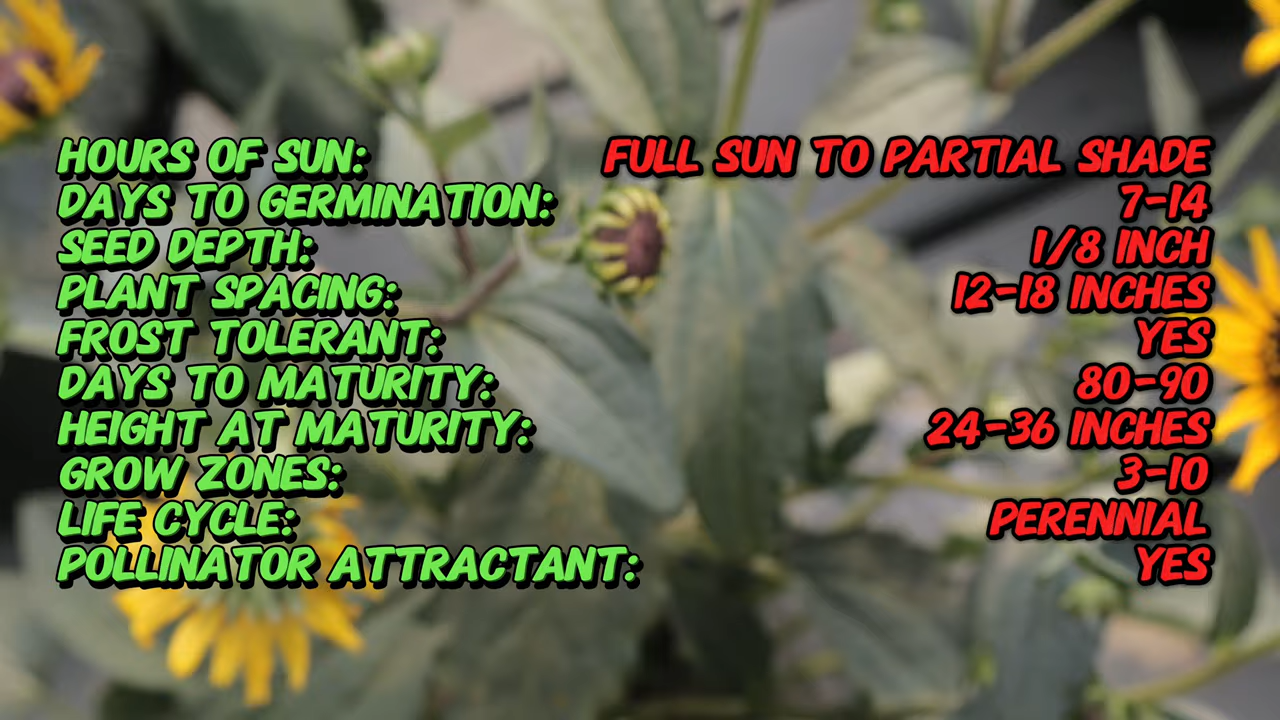 HOURS OF SUN: FULL SUN TO PARTIAL SHADE
DAYS TO GERMINATION: 7-14
SEED DEPTH: 1/8 INCH
PLANT SPACING: 12-18 INCHES
FROST TOLERANT: YES
DAYS TO MATURITY: 80-90
HEIGHT AT MATURITY: 24-36 INCHES
GROW ZONES: 3-10
LIFE CYCLE: PERENNIAL
POLLINATOR ATTRACTANT: YES